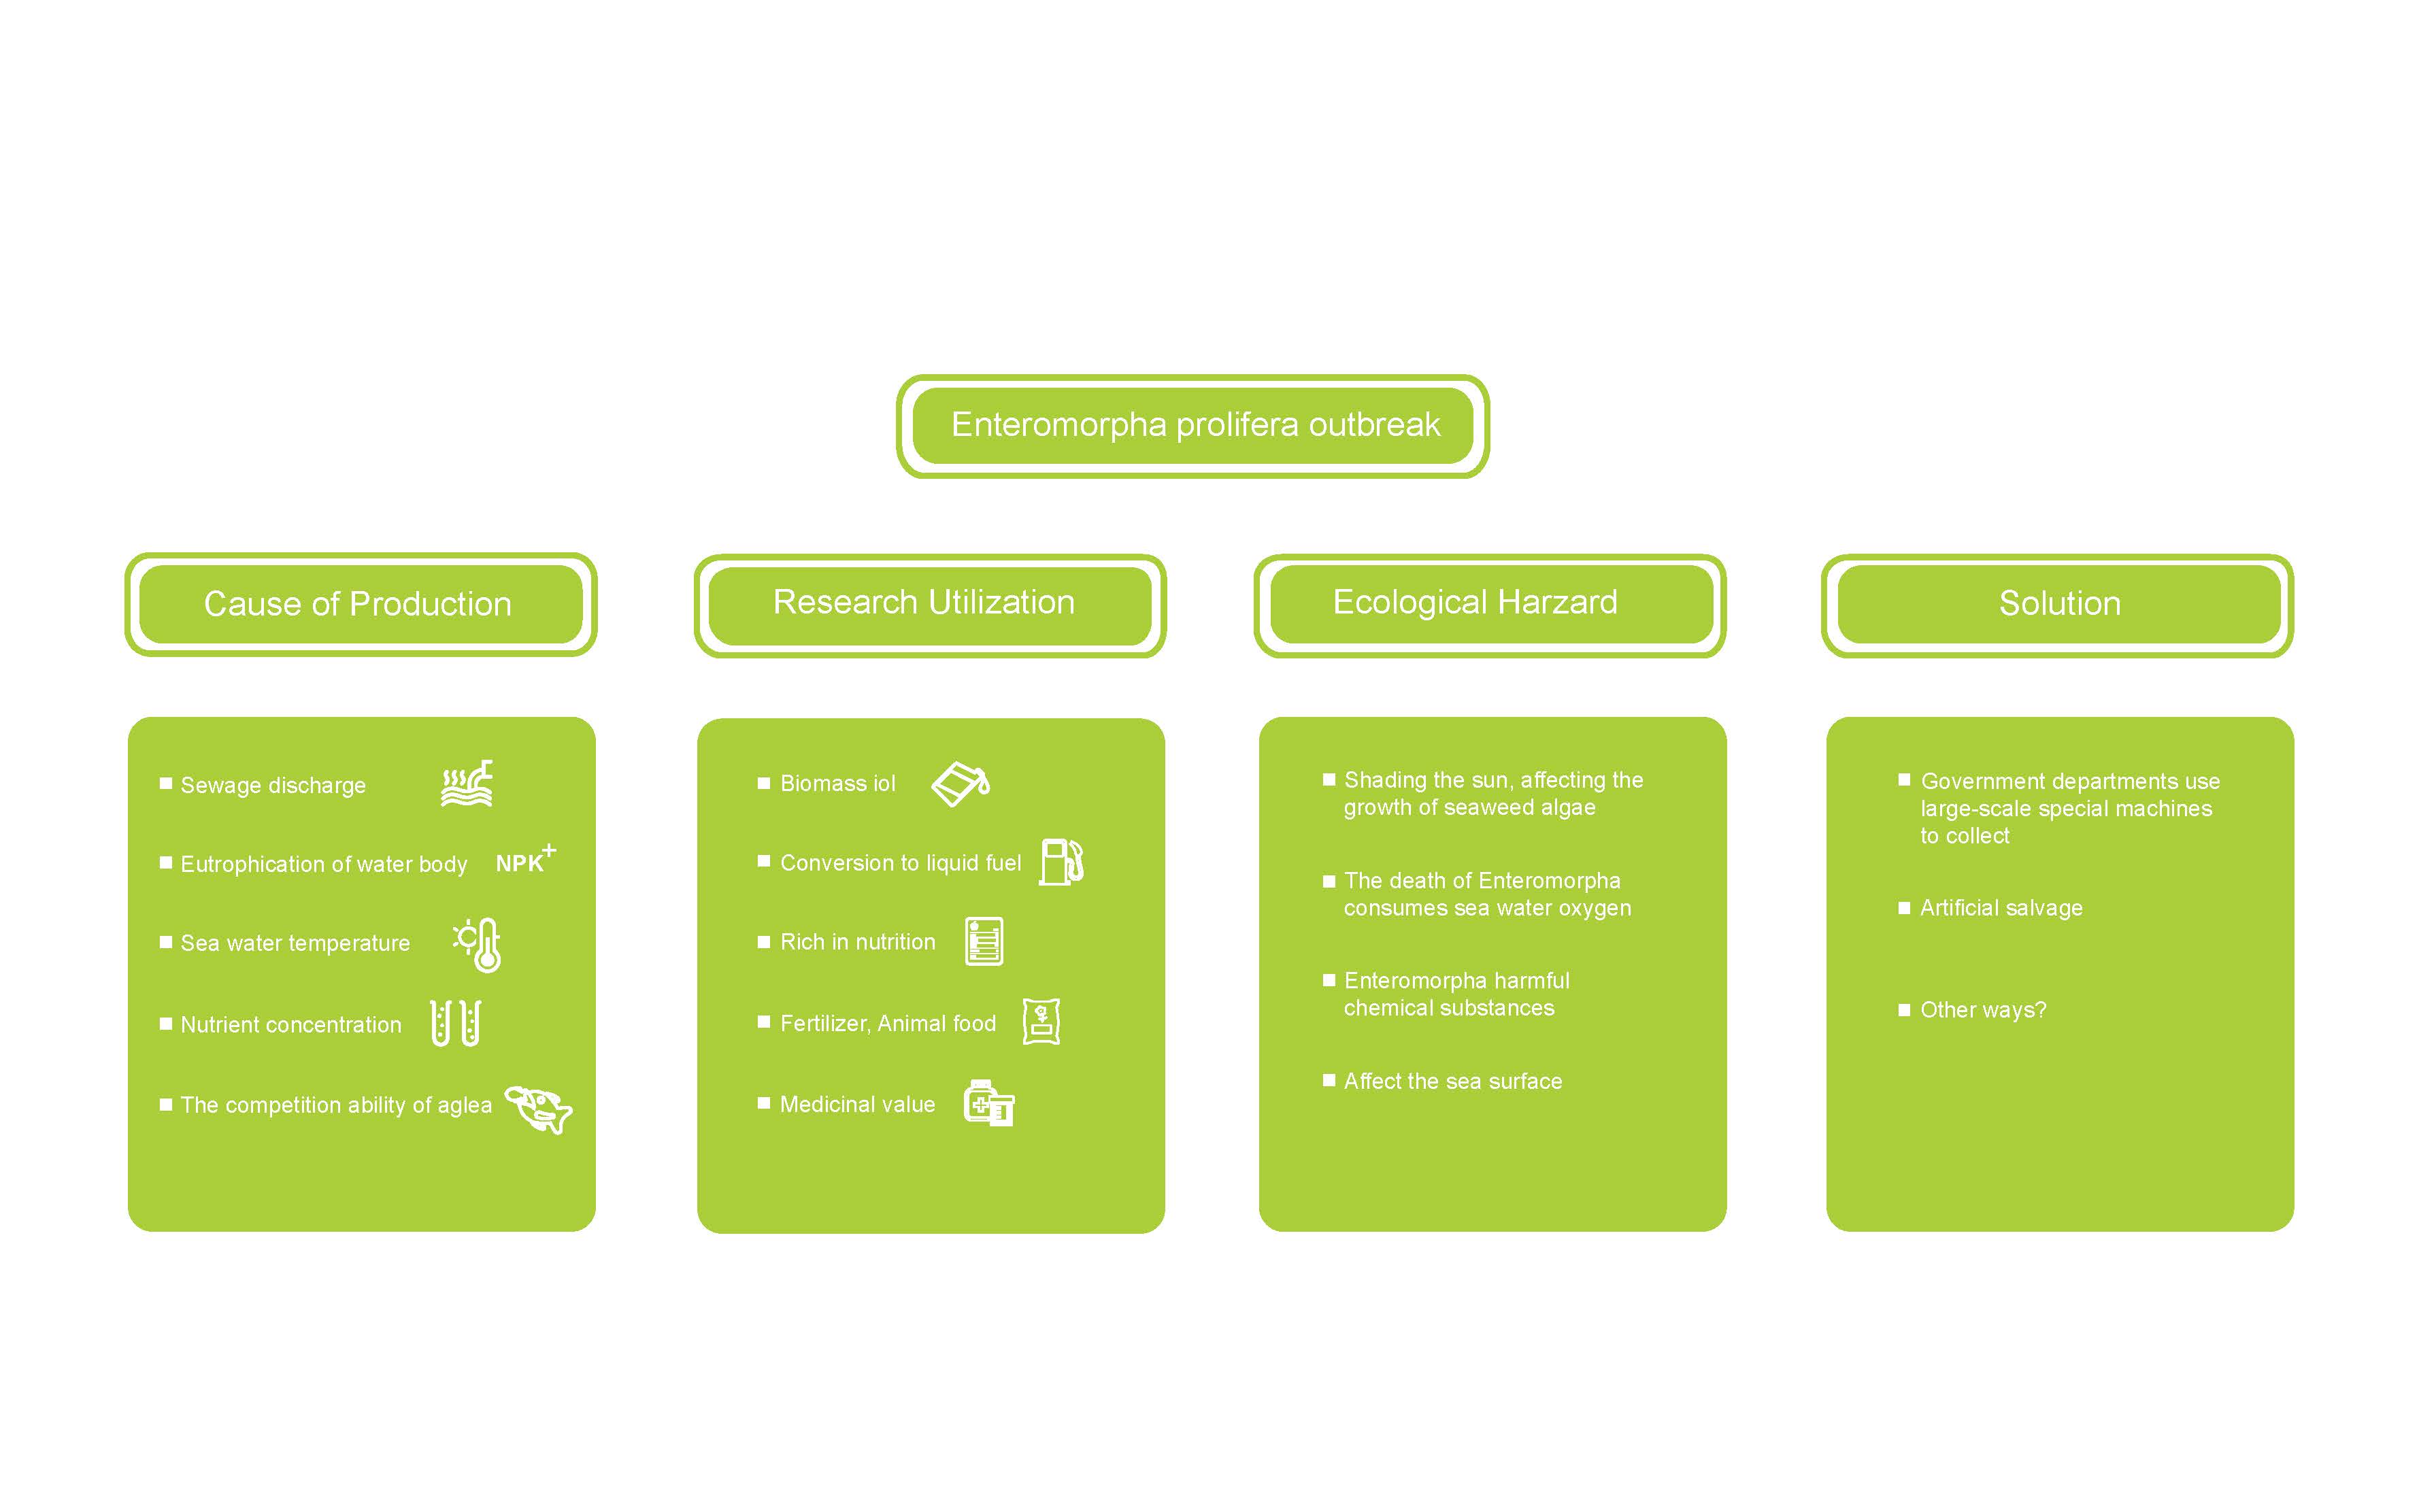 Enteromorpha prolifera outbreak
Cause of Production
Sewage discharge
Eutrophication of water body
NPK+
Sea water temperature
Nutrient concentration
The competition ability of aglea
Research Utilization
Biomass iol
Conversion to liquid fuel
Rich in nutrition
Fertilizer, Animal food
Medicinal value
Ecological Harzard
Shading the sun, affecting the
growth of seaweed algae
The death of Enteromorpha
consumes sea water oxygen
Enteromorpha harmful
chemical substances
Affect the sea surface
Solution
Government departments use
large-scale special machines
to collect
Artificial salvage
Other ways?